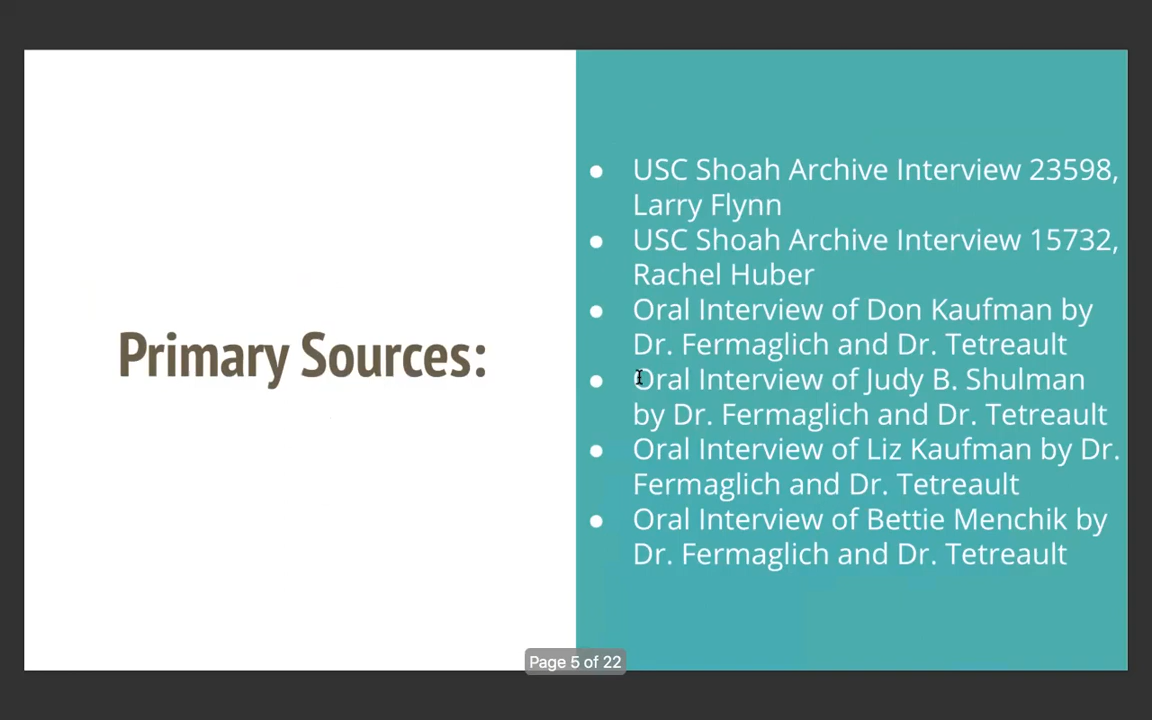 Primary Sources:
● USC Shoah Archive Interview 23598,
Larry Flynn
● USC Shoah Archive Interview 15732,
Rachel Huber
● Oral Interview of Don Kaufman by
Dr. Fermaglich and Dr. Tetreault
● Oral Interview of Judy B. Shulman
by Dr. Fermaglich and Dr. Tetreault
● Oral Interview of Liz Kaufman by Dr.
Fermaglich and Dr. Tetreault
● Oral Interview of Bettie Menchik by
Dr. Fermaglich and Dr. Tetreault
Page 5 of 22